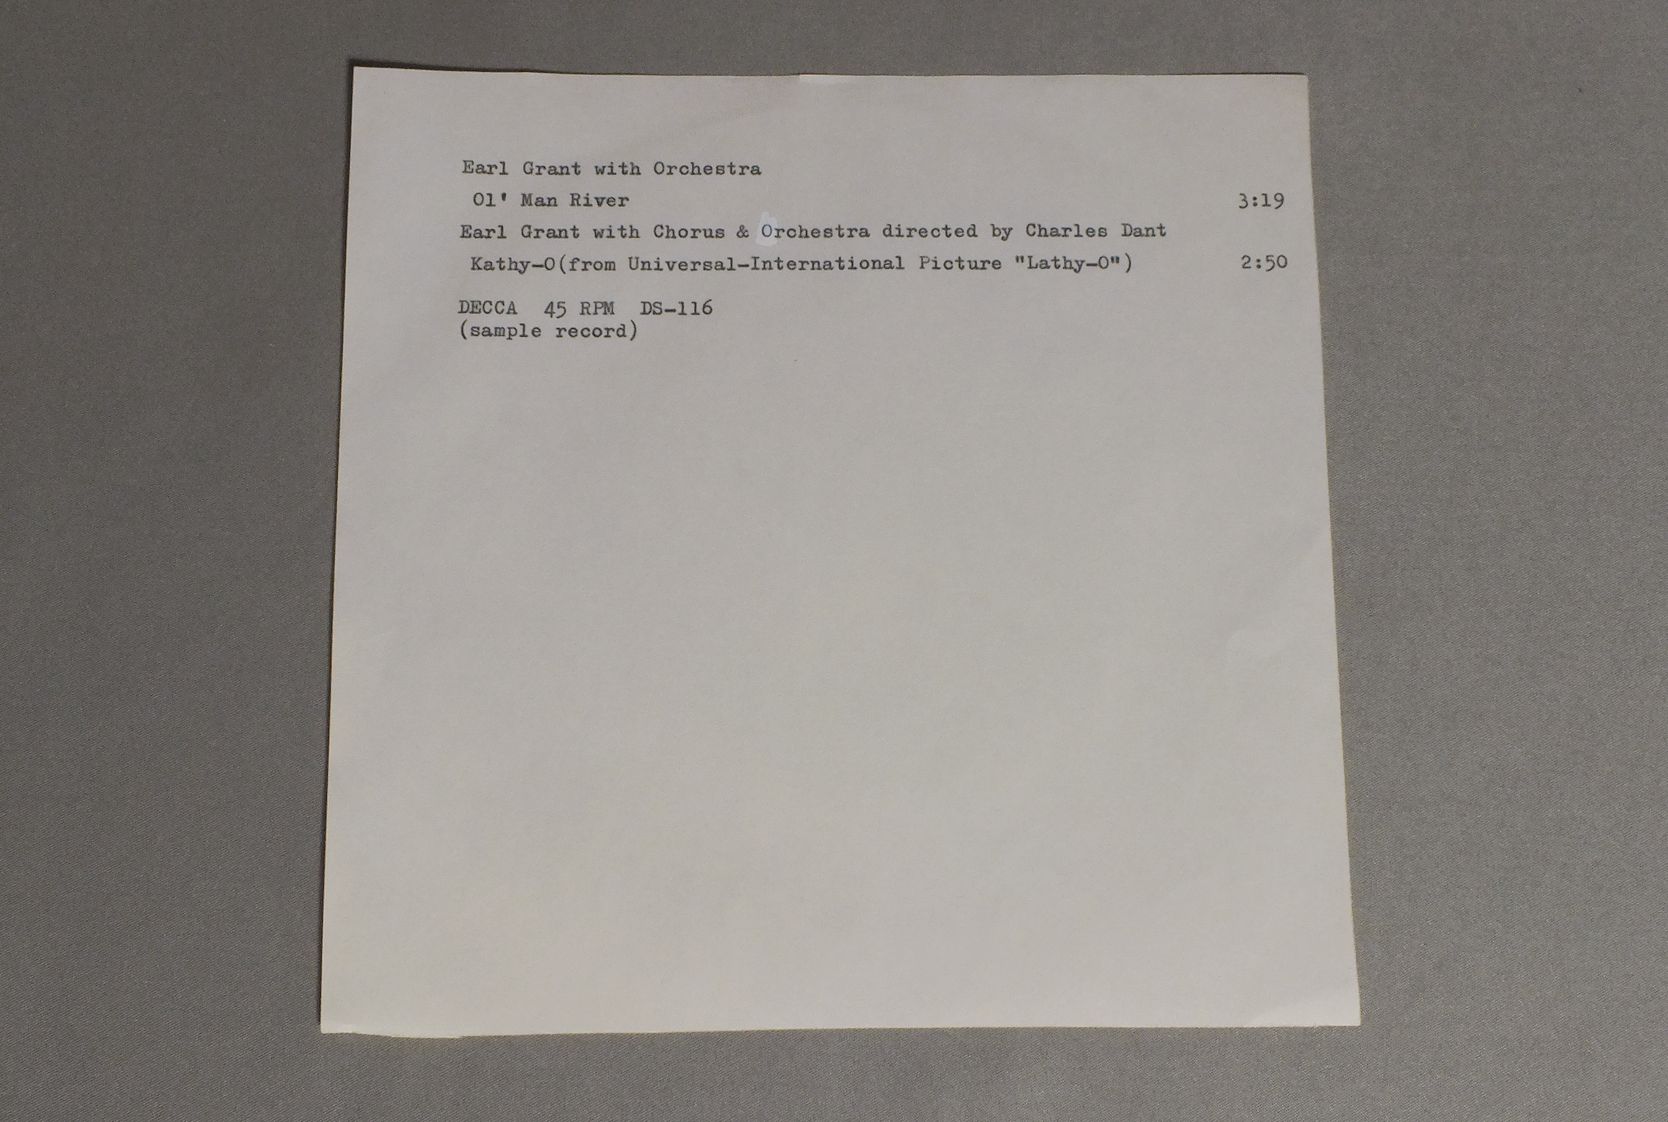 Earl Grant with Orchestra
Ol' Man River 3:19
Earl Grant with Chorus & Orchestra directed by Charles Dant
Kathy-O(from Universal-International Picture "Lathy-O") 2:50
DECCA 45 RPM DS-116
(sample record)